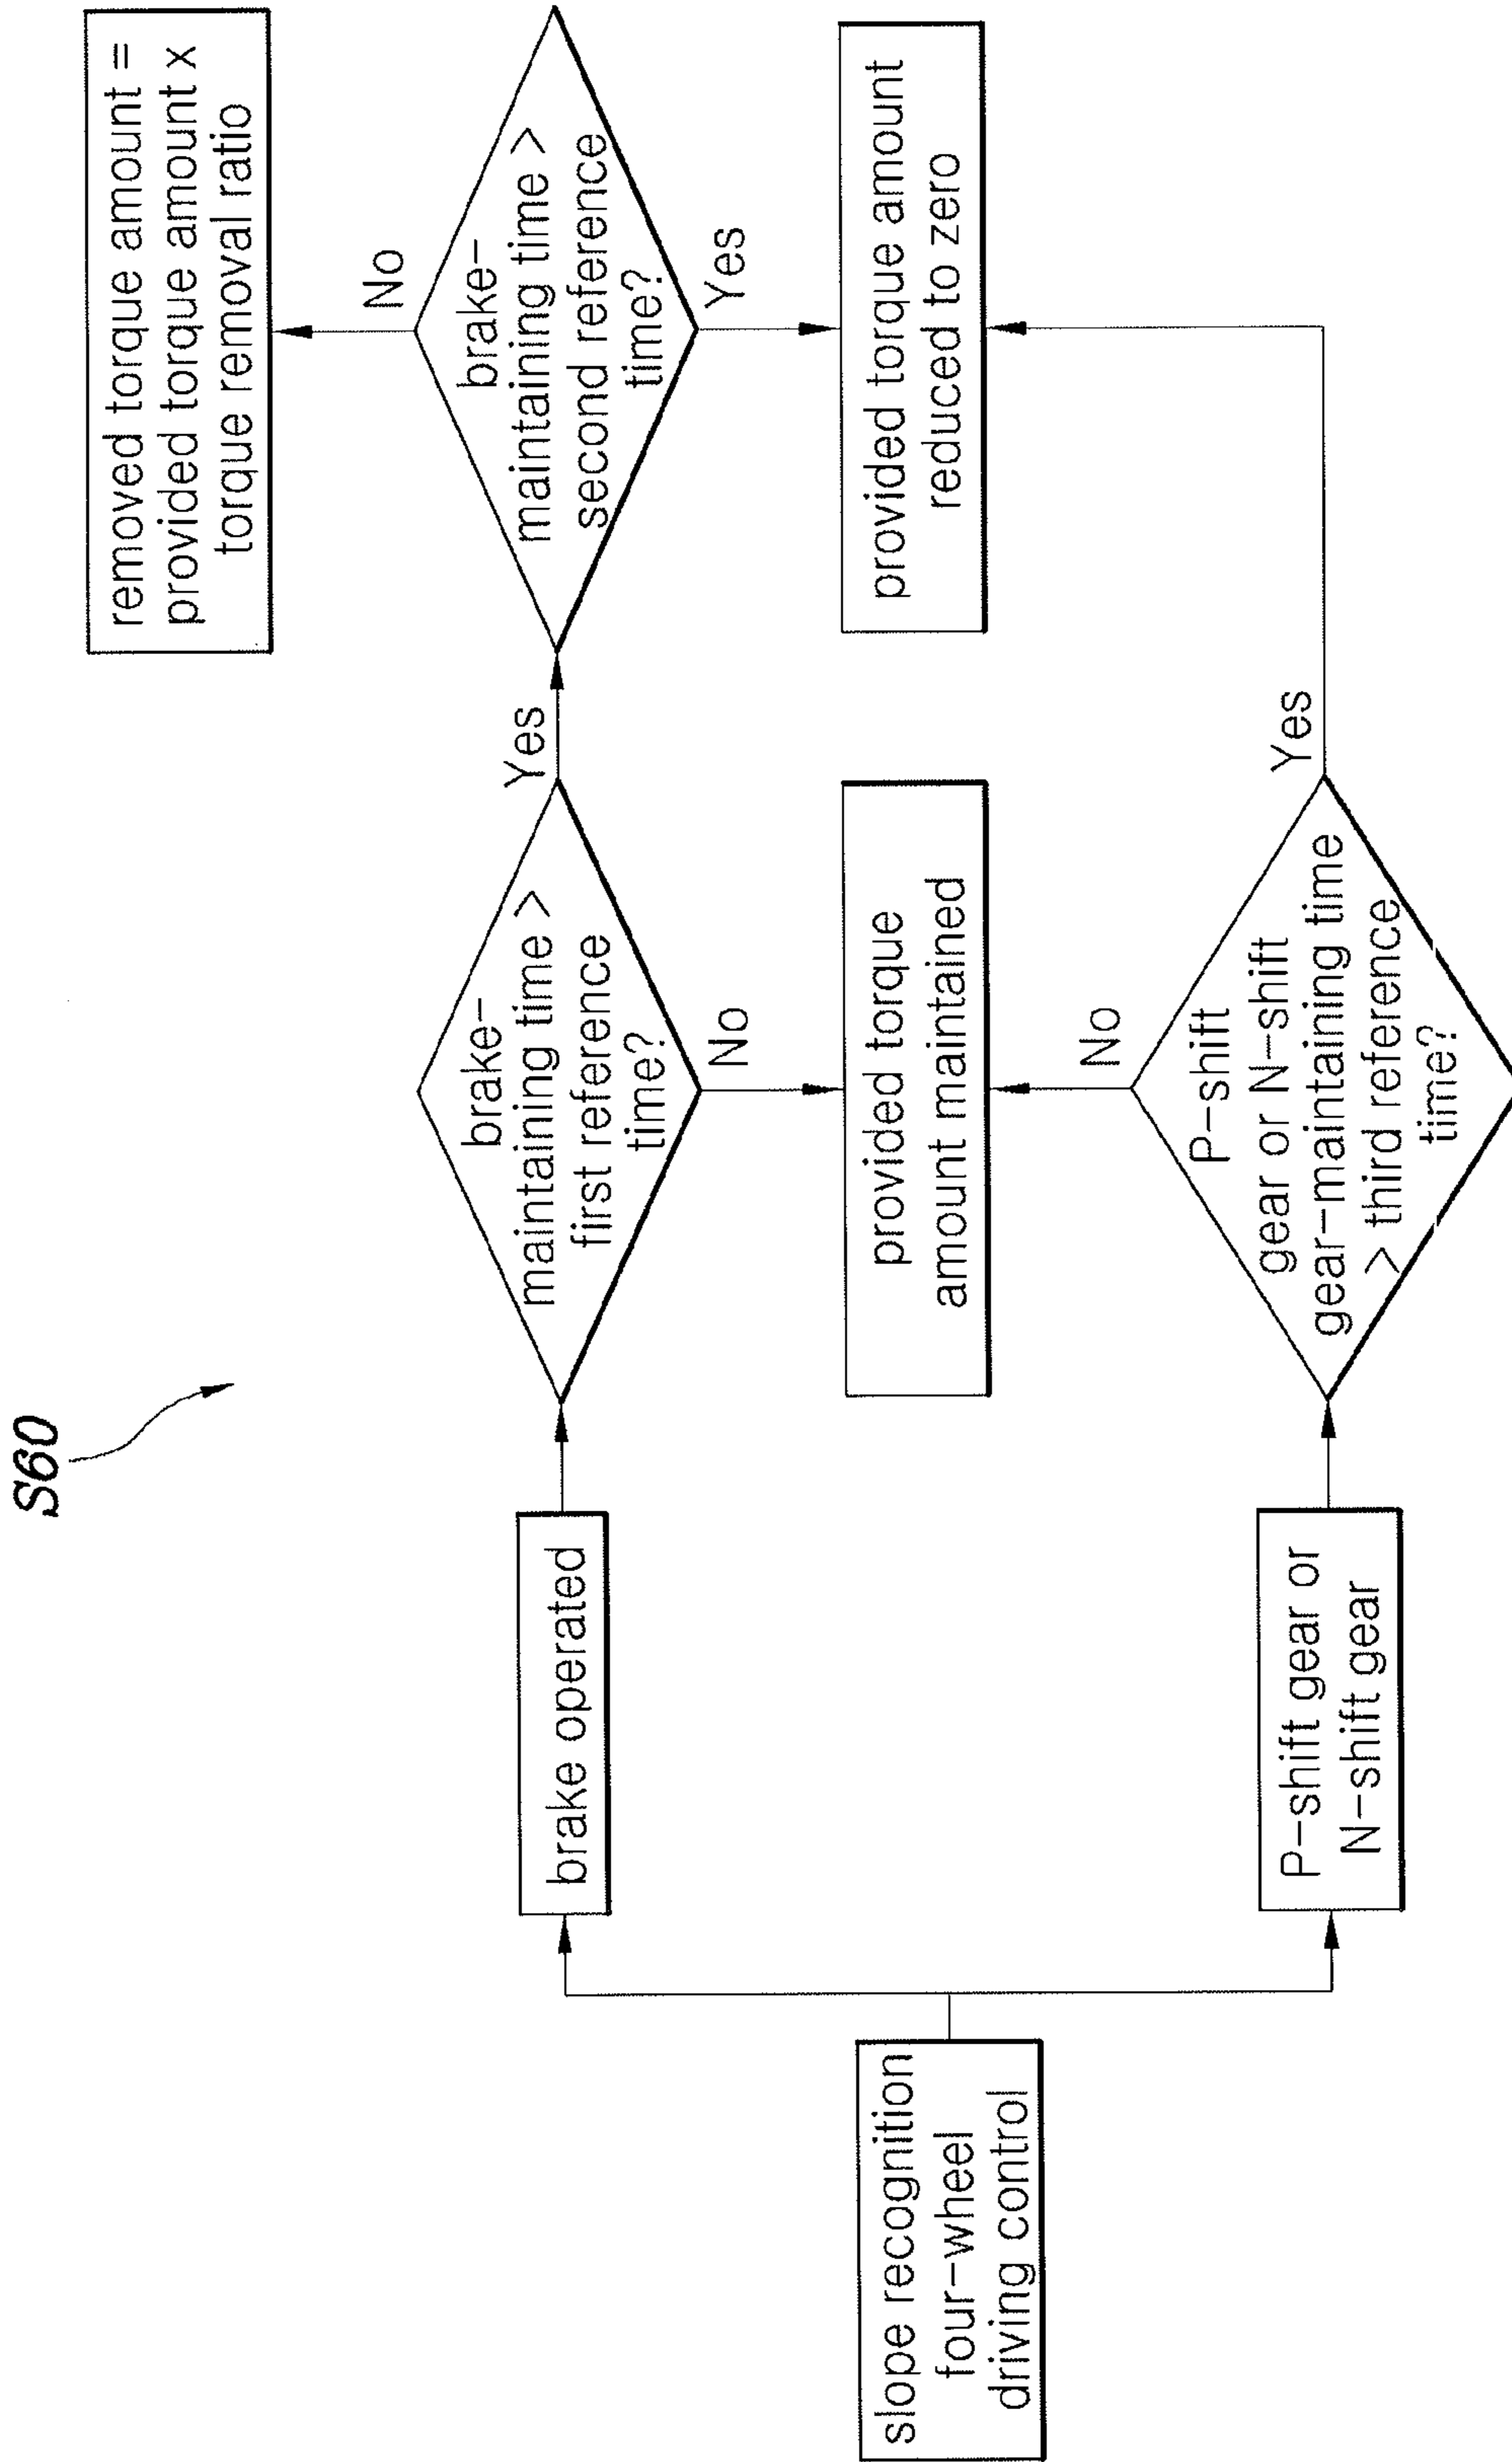 S60
slope recognition
four-wheel
driving control
brake operated
brake-
maintaining time >
first reference
time?
Yes
No
brake-
maintaining time >
second reference
time?
No
Yes
removed torque amount =
provided torque amount x
torque removal ratio
provided torque
amount maintained
provided torque amount
reduced to zero
P-shift gear or
N-shift gear
P-shift
gear or N-shift
gear-maintaining time
> third reference
time?
No
Yes